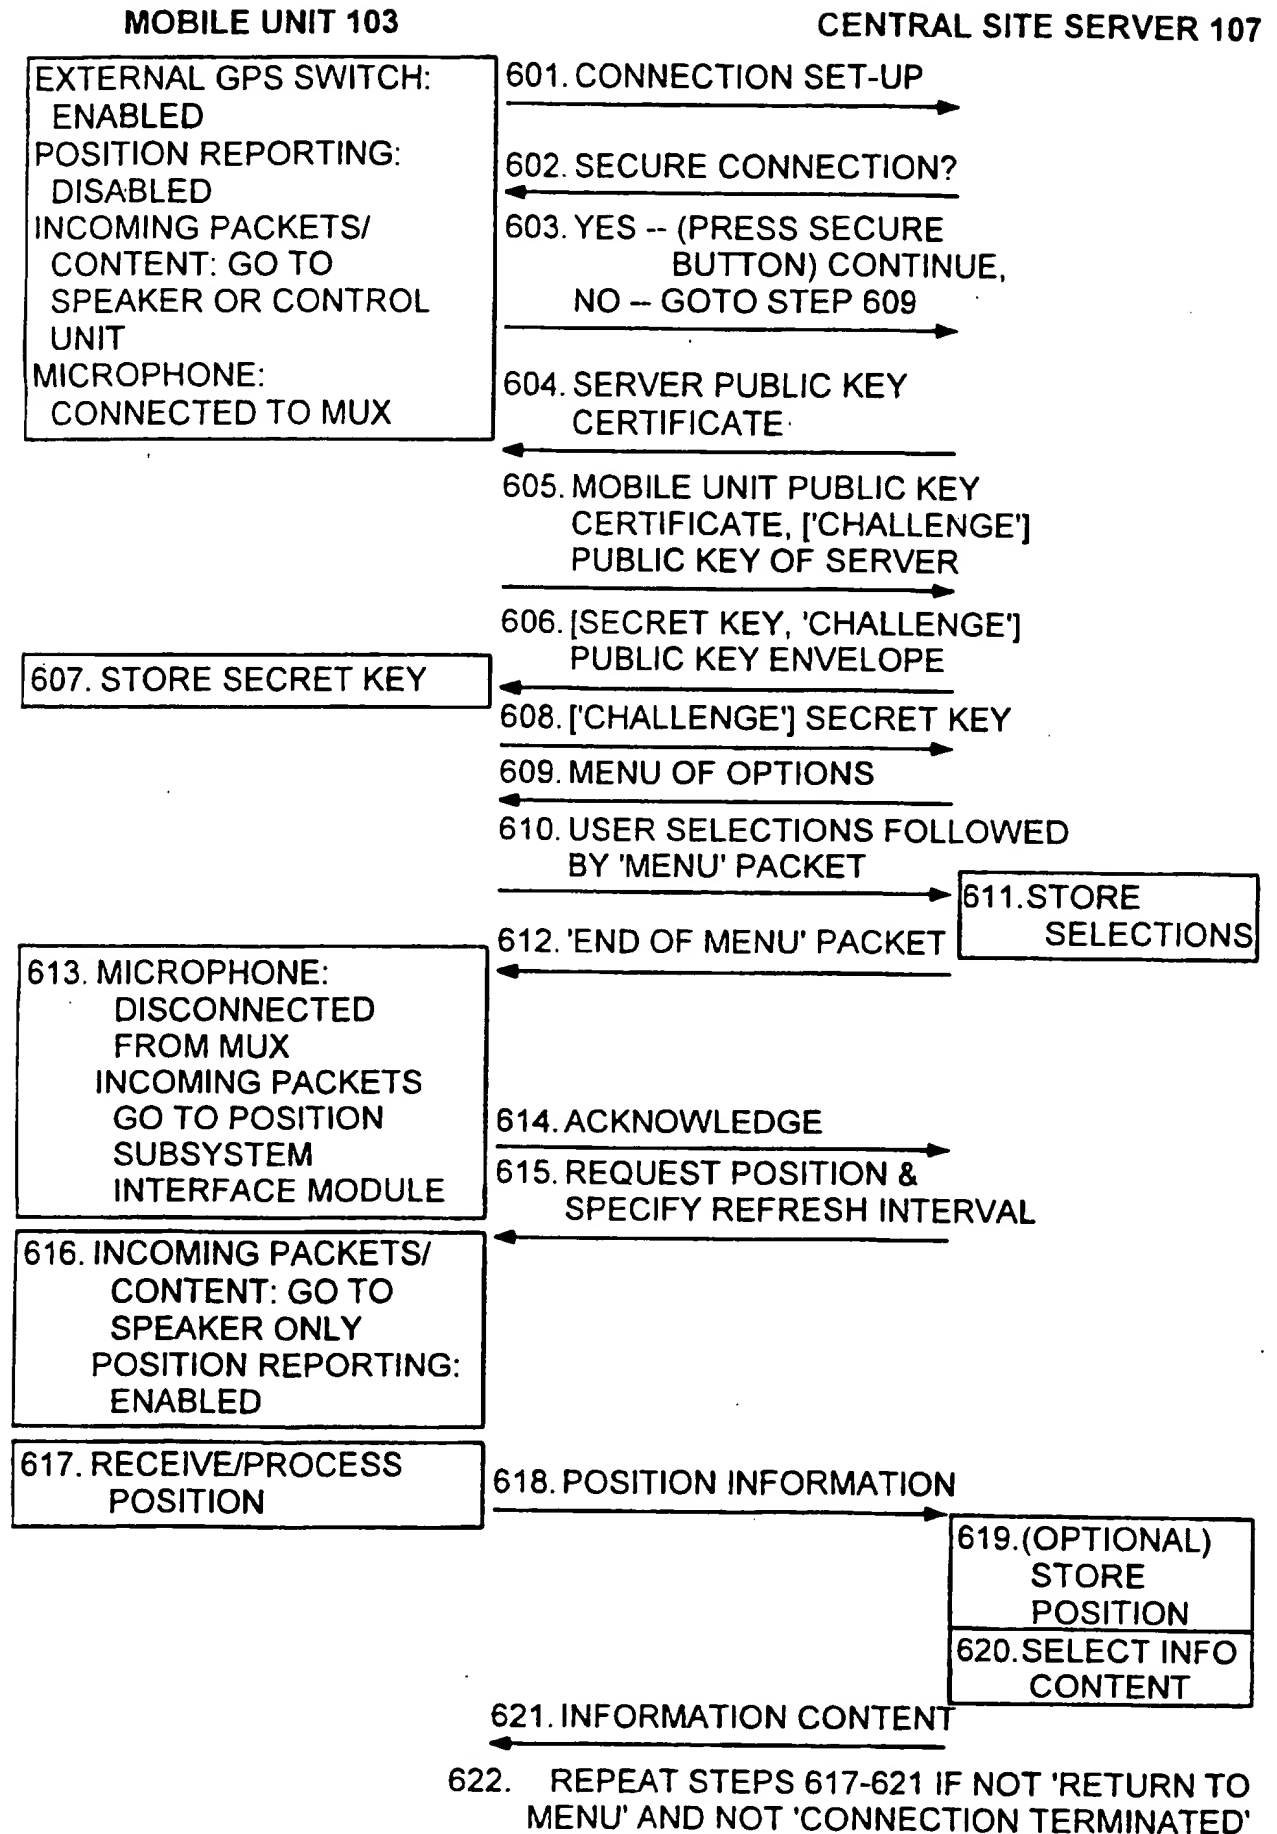 MOBILE UNIT 103
CENTRAL SITE SERVER 107
EXTERNAL GPS SWITCH:
ENABLED
POSITION REPORTING:
DISABLED
INCOMING PACKETS/
CONTENT: GO TO
SPEAKER OR CONTROL
UNIT
MICROPHONE:
CONNECTED TO MUX
601. CONNECTION SET-UP
602. SECURE CONNECTION?
603. YES -- (PRESS SECURE
BUTTON) CONTINUE,
NO -- GOTO STEP 609
604. SERVER PUBLIC KEY
CERTIFICATE
605. MOBILE UNIT PUBLIC KEY
CERTIFICATE, ['CHALLENGE']
PUBLIC KEY OF SERVER
606. [SECRET KEY, 'CHALLENGE']
PUBLIC KEY ENVELOPE
607. STORE SECRET KEY
608. ['CHALLENGE'] SECRET KEY
609. MENU OF OPTIONS
610. USER SELECTIONS FOLLOWED
BY 'MENU' PACKET
611. STORE
SELECTIONS
612. 'END OF MENU' PACKET
613. MICROPHONE:
DISCONNECTED
FROM MUX
INCOMING PACKETS
GO TO POSITION
SUBSYSTEM
INTERFACE MODULE
614. ACKNOWLEDGE
615. REQUEST POSITION &
SPECIFY REFRESH INTERVAL
616. INCOMING PACKETS/
CONTENT: GO TO
SPEAKER ONLY
POSITION REPORTING:
ENABLED
617. RECEIVE/PROCESS
POSITION
618. POSITION INFORMATION
619. (OPTIONAL)
STORE
POSITION
620. SELECT INFO
CONTENT
621. INFORMATION CONTENT
622. REPEAT STEPS 617-621 IF NOT 'RETURN TO
MENU' AND NOT 'CONNECTION TERMINATED'